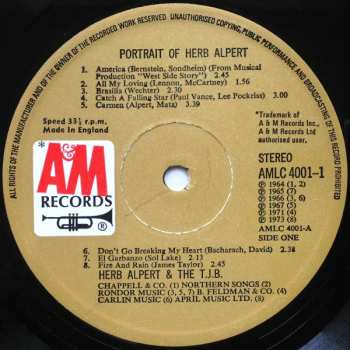 ALL RIGHTS OF THE MANUFACTURER AND OF THE OWNER OF THE RECORDED WORK RESERVED. UNAUTHORISED COPYING, PUBLIC PERFORMANCE AND BROADCASTING OF THIS RECORD PROHIBITED
PORTRAIT OF HERB ALPERT
1. America (Bernstein, Sondheim) (From Musical
Production "West Side Story") 2.45
2. All My Loving (Lennon, McCartney) 1.56
3. Brasilia (Wechter) 2.30
4. Catch A Falling Star (Paul Vance, Lee Pockriss) 3.00
5. Carmen (Alpert, Mata) 3.39
Speed 33⅓ r.p.m.
Made in England
*Trademark of
A & M Records Inc.,
A & M Records Ltd.
authorised user.
*
A&M
RECORDS
STEREO
AMLC 4001-1
Ⓟ 1964 (1, 2)
Ⓟ 1965 (7)
Ⓟ 1966 (3, 6)
Ⓟ 1967 (5)
Ⓟ 1971 (4)
Ⓟ 1973 (8)
AMLC 4001-A
SIDE ONE
6. Don't Go Breaking My Heart (Bacharach, David) 2.38
7. El Garbanzo (Sol Lake) 2.13
8. Fire And Rain (James Taylor)
HERB ALPERT & THE T.J.B.
CHAPPELL & CO. (1) NORTHERN SONGS (2)
RONDOR MUSIC (3, 5, 7) B. FELDMAN & CO. (4)
CARLIN MUSIC (6) APRIL MUSIC LTD. (8)